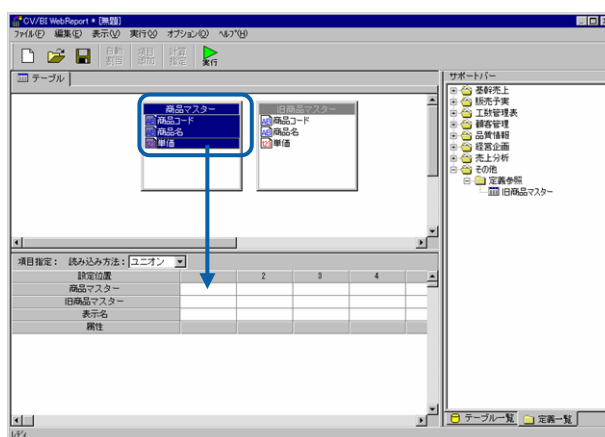 CV/BI WebReport * [無題]
ファイル(F) 編集(E) 表示(V) 実行(X) オプション(O) ヘルプ(H)
自動割当 項目添加 計算指定 実行
テーブル
商品マスター
商品コード
商品名
単価
旧商品マスター
商品コード
商品名
単価
項目指定: 読み込み方法: ユニオン
設定位置 2 3 4
商品マスター
旧商品マスター
表示名
属性
サポートバー
基幹売上
販売予実
工数管理表
顧客管理
品質情報
経営企画
売上分析
その他
定義参照
旧商品マスター
テーブル一覧 定義一覧
レディ